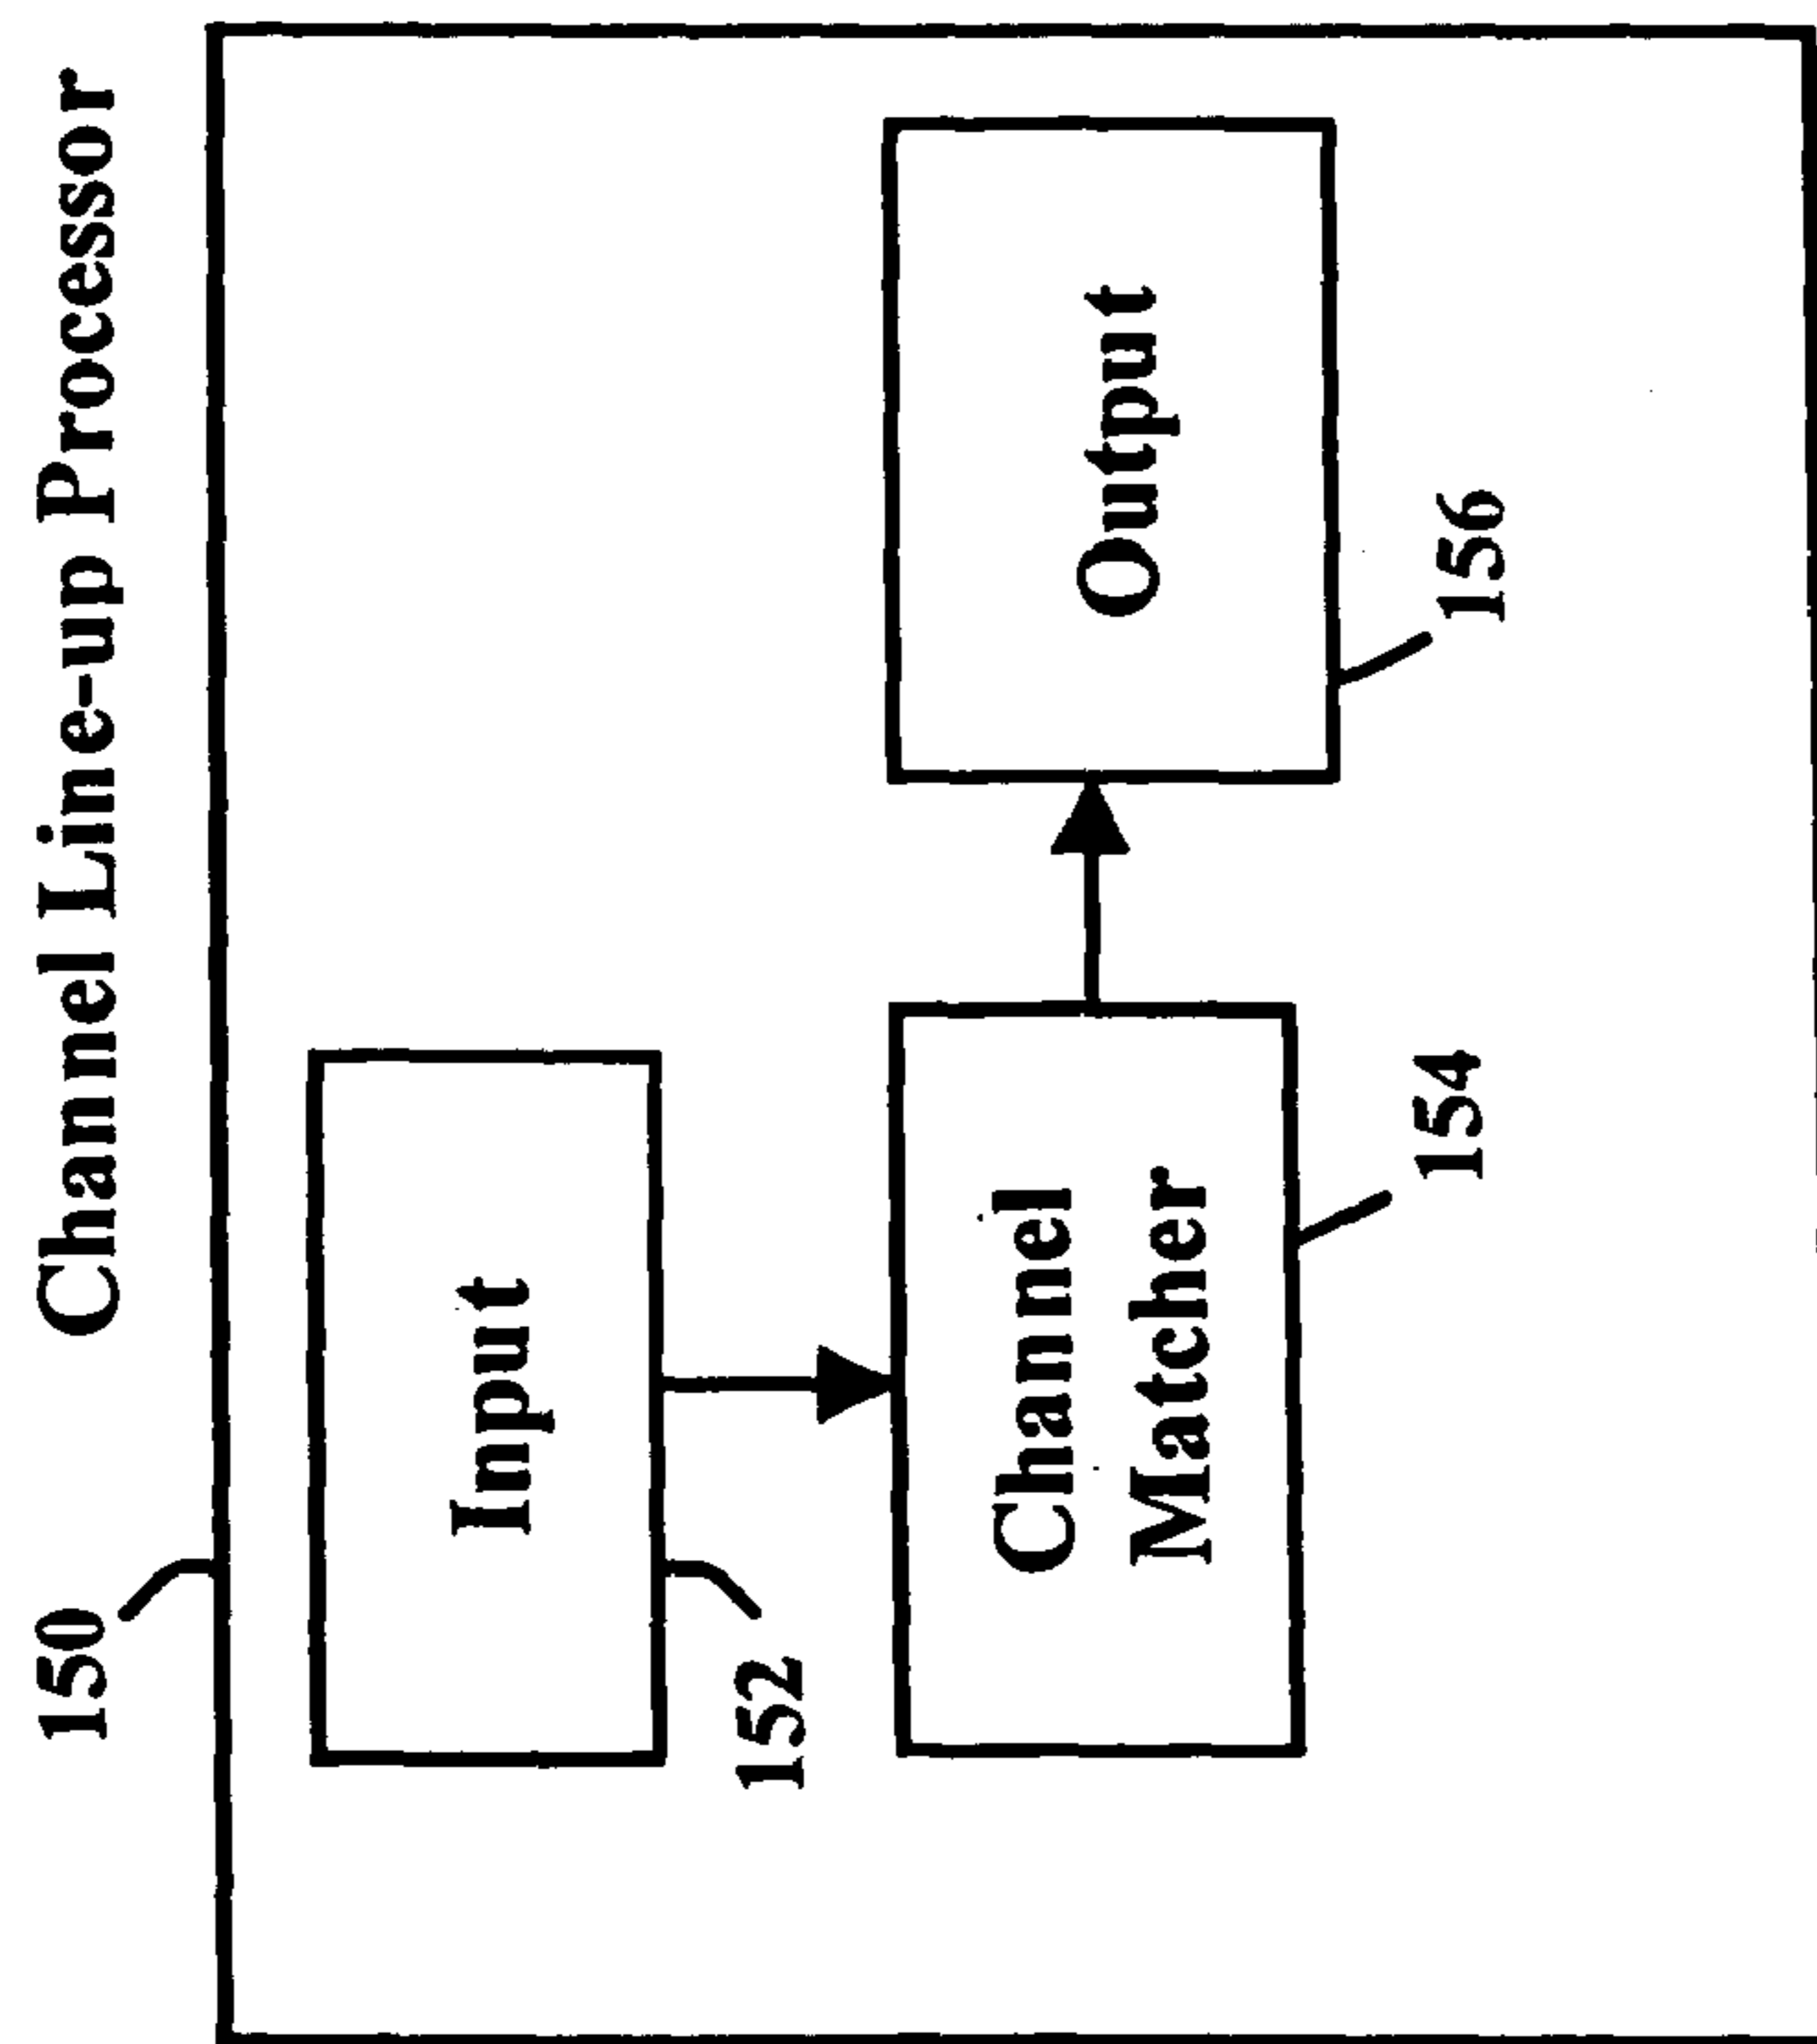 150
Channel Line-up Processor
Input
152
Channel
Matcher
154
Output
156